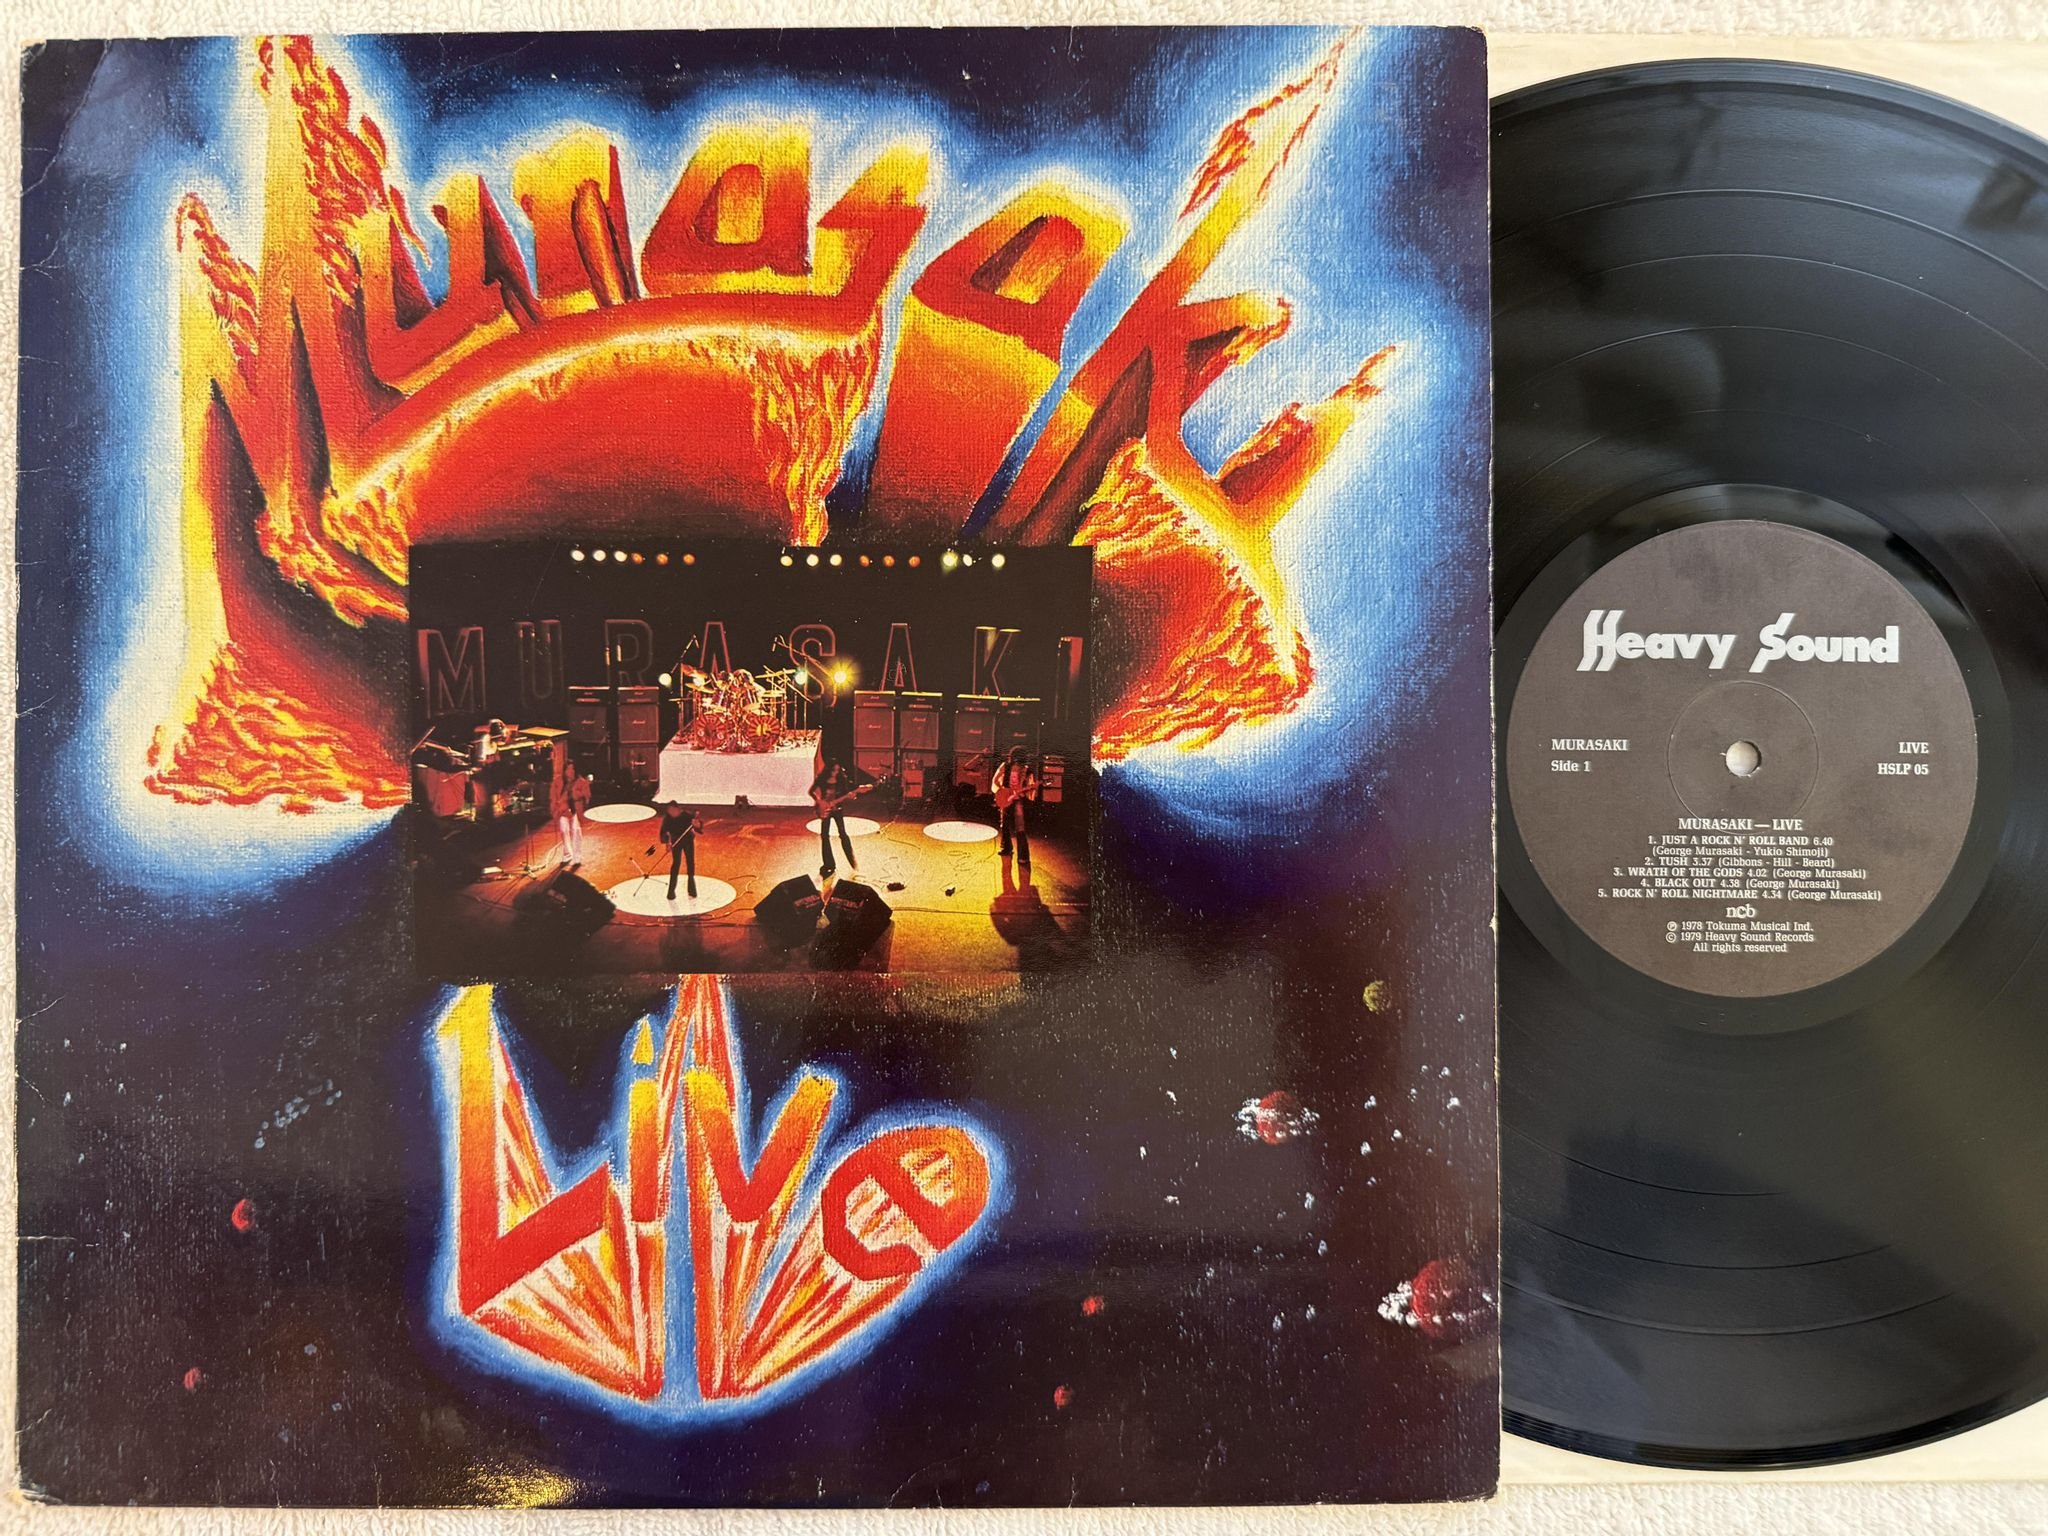 Murasaki
MURASAKI
Live
Heavy Sound
MURASAKI
Side 1
LIVE
HSLP 05
MURASAKI — LIVE
1. JUST A ROCK N' ROLL BAND 6.40
(George Murasaki - Yukio Shimoji)
2. TUSH 3.37 (Gibbons - Hill - Beard)
3. WRATH OF THE GODS 4.02 (George Murasaki)
4. BLACK OUT 4.38 (George Murasaki)
5. ROCK N' ROLL NIGHTMARE 4.34 (George Murasaki)
ncb
℗ 1978 Tokuma Musical Ind.
© 1979 Heavy Sound Records
All rights reserved